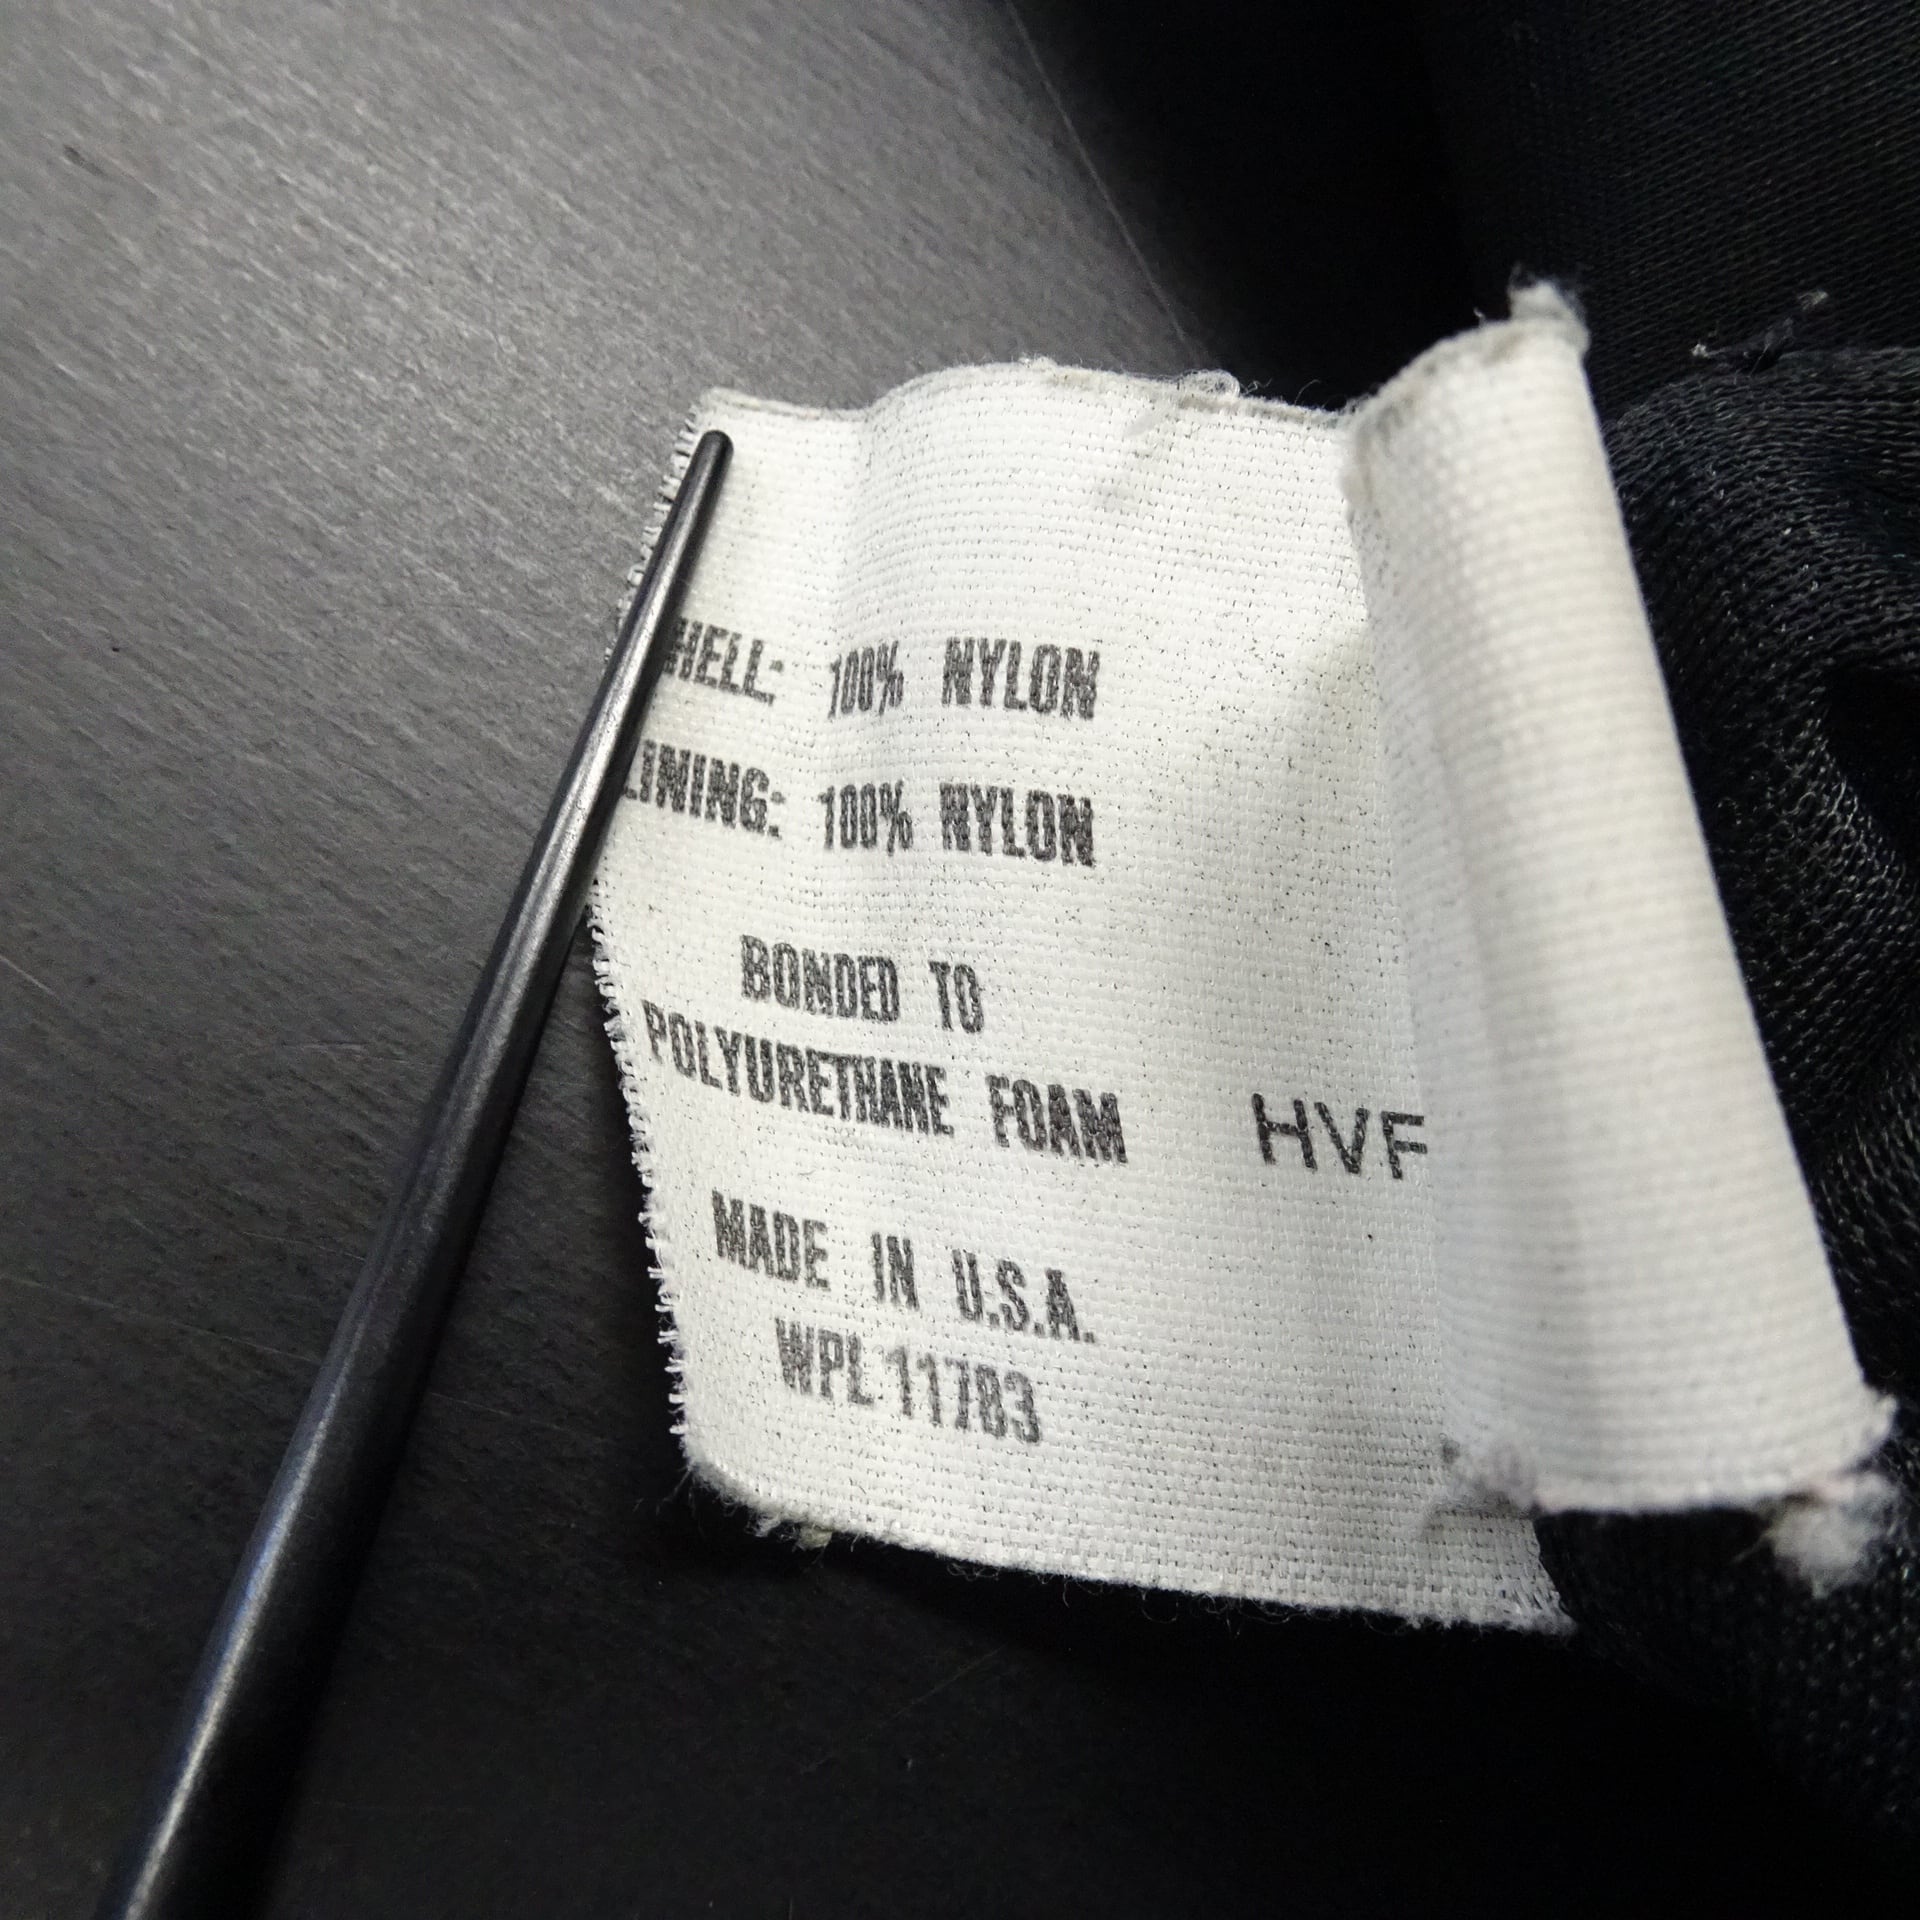 HELL: 100% NYLON
LINING: 100% NYLON
BONDED TO
POLYURETHANE FOAM
HVF
MADE IN U.S.A.
WPL 11783